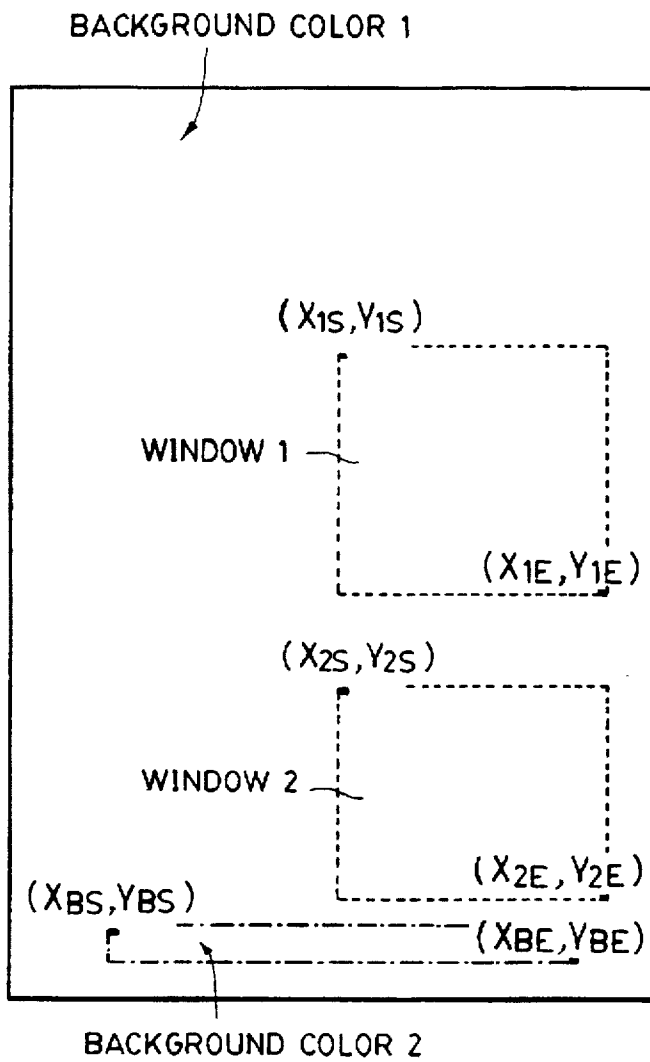 BACKGROUND COLOR 1
(X1S,Y1S)
WINDOW 1
(X1E,Y1E)
(X2S,Y2S)
WINDOW 2
(X2E,Y2E)
(XBS,YBS)
(XBE,YBE)
BACKGROUND COLOR 2